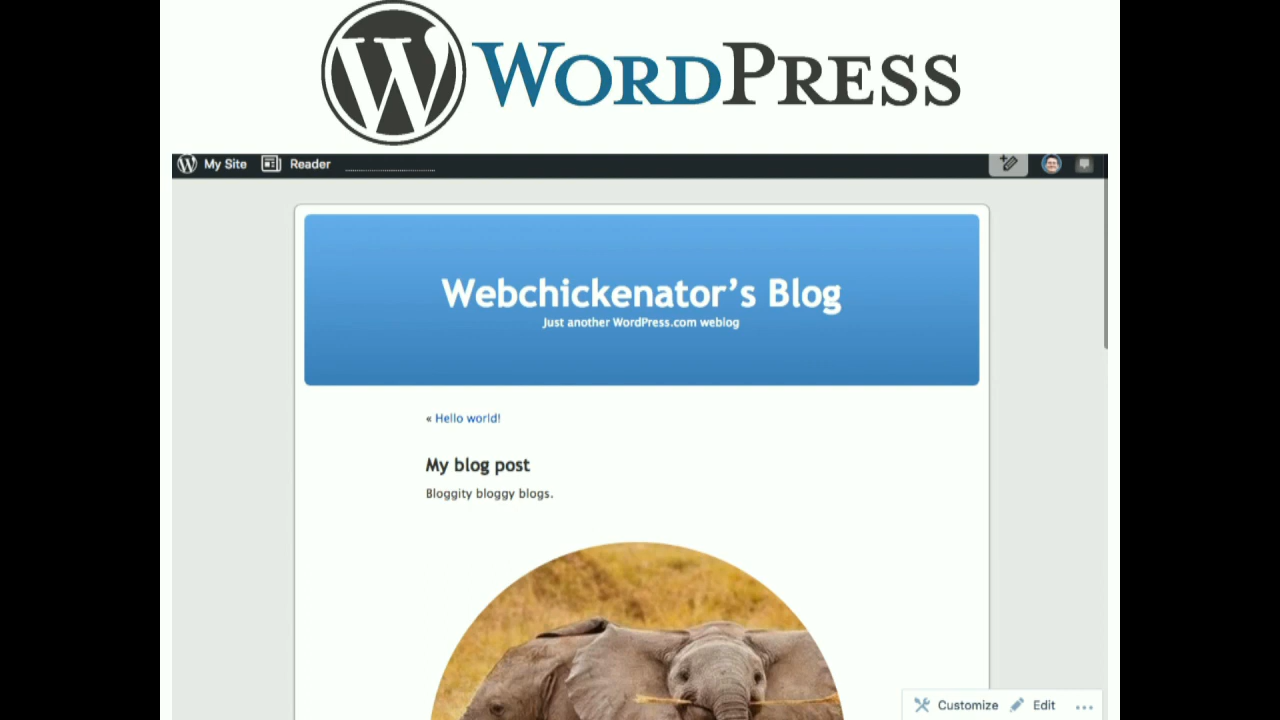 WORDPRESS
My Site Reader
Webchickenator’s Blog
Just another WordPress.com weblog
« Hello world!
My blog post
Bloggity bloggy blogs.
Customize Edit ...